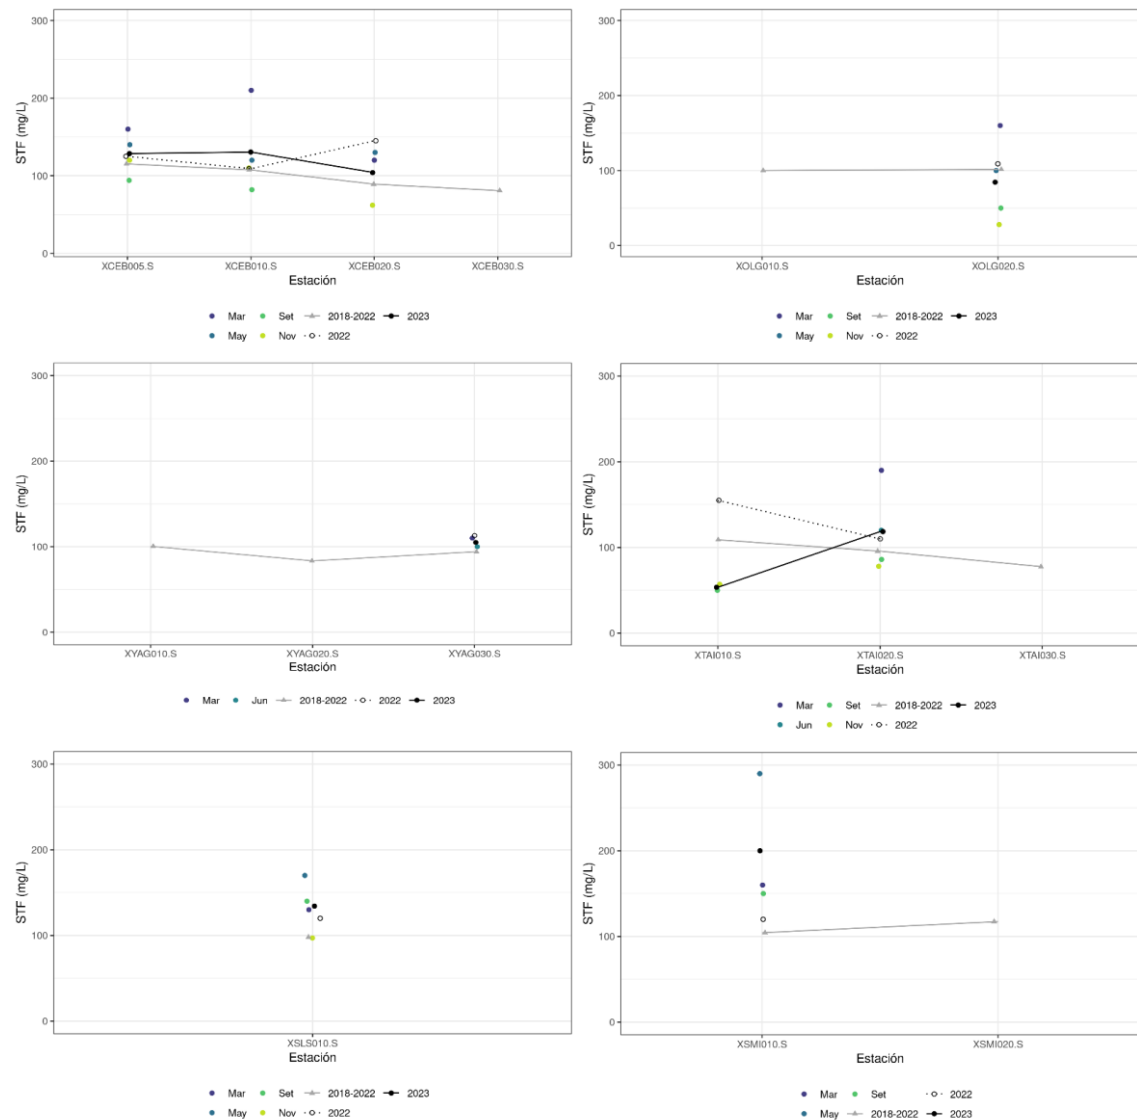 300
200
100
0
STF (mg/L)
XCEB005.S XCEB010.S XCEB020.S XCEB030.S
Estación
Mar Set 2018-2022 2023
May Nov 2022
300
200
100
0
STF (mg/L)
XOLG010.S XOLG020.S
Estación
Mar Set 2018-2022 2023
May Nov 2022
300
200
100
0
STF (mg/L)
XYAG010.S XYAG020.S XYAG030.S
Estación
Mar Jun 2018-2022 2022 2023
300
200
100
0
STF (mg/L)
XTAI010.S XTAI020.S XTAI030.S
Estación
Mar Set 2018-2022 2023
Jun Nov 2022
300
200
100
0
STF (mg/L)
XSLS010.S
Estación
Mar Set 2018-2022 2023
May Nov 2022
300
200
100
0
STF (mg/L)
XSMI010.S XSMI020.S
Estación
Mar Set 2022
May 2018-2022 2023